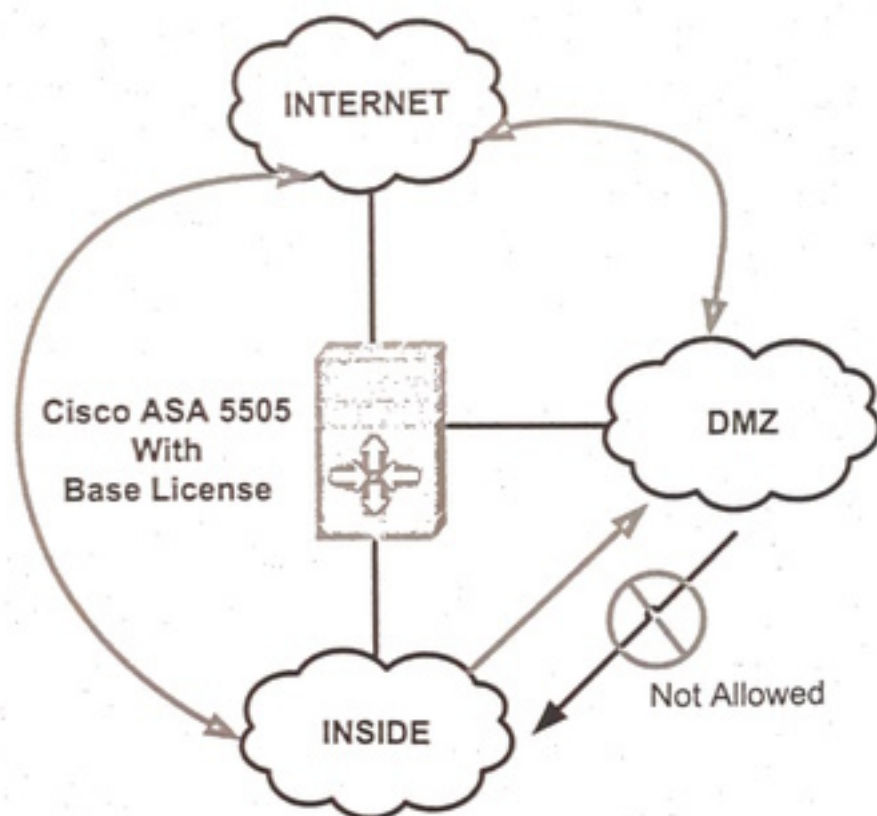 INTERNET
Cisco ASA 5505
With
Base License
DMZ
Not Allowed
INSIDE